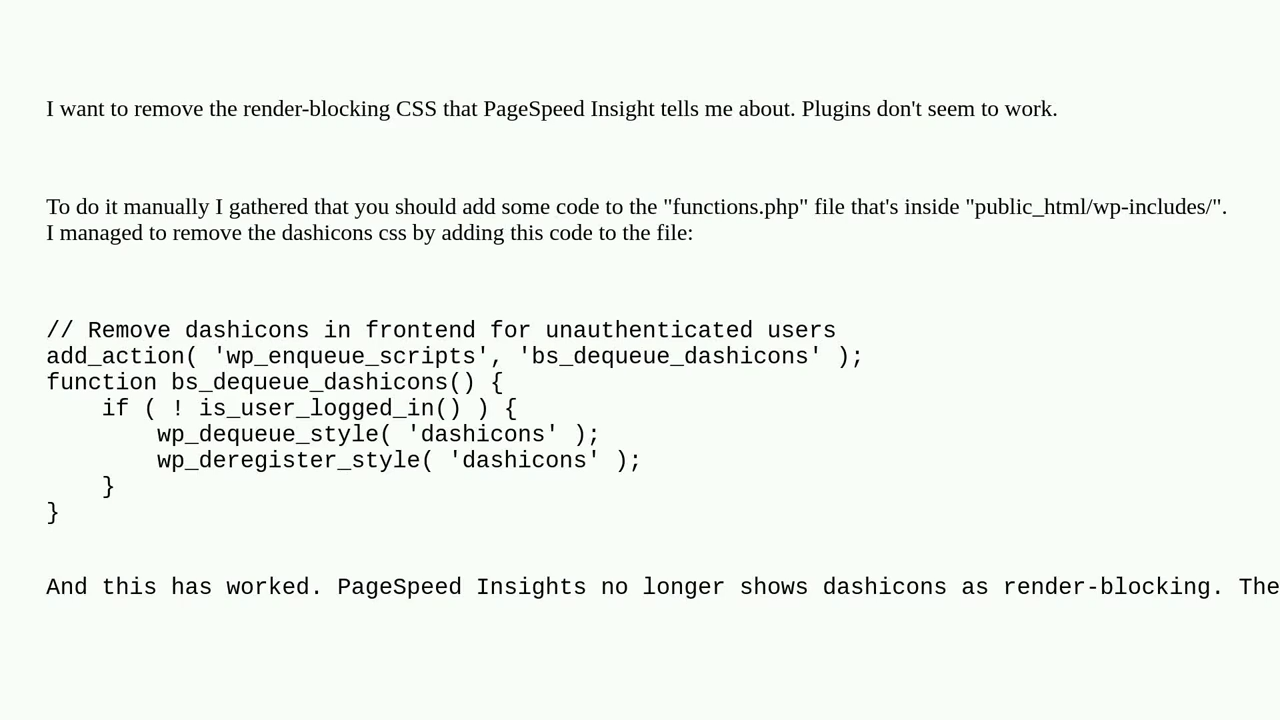 I want to remove the render-blocking CSS that PageSpeed Insight tells me about. Plugins don't seem to work.
To do it manually I gathered that you should add some code to the "functions.php" file that's inside "public_html/wp-includes/".
I managed to remove the dashicons css by adding this code to the file:
// Remove dashicons in frontend for unauthenticated users
add_action( 'wp_enqueue_scripts', 'bs_dequeue_dashicons' );
function bs_dequeue_dashicons() {
    if ( ! is_user_logged_in() ) {
        wp_dequeue_style( 'dashicons' );
        wp_deregister_style( 'dashicons' );
    }
}
And this has worked. PageSpeed Insights no longer shows dashicons as render-blocking. The